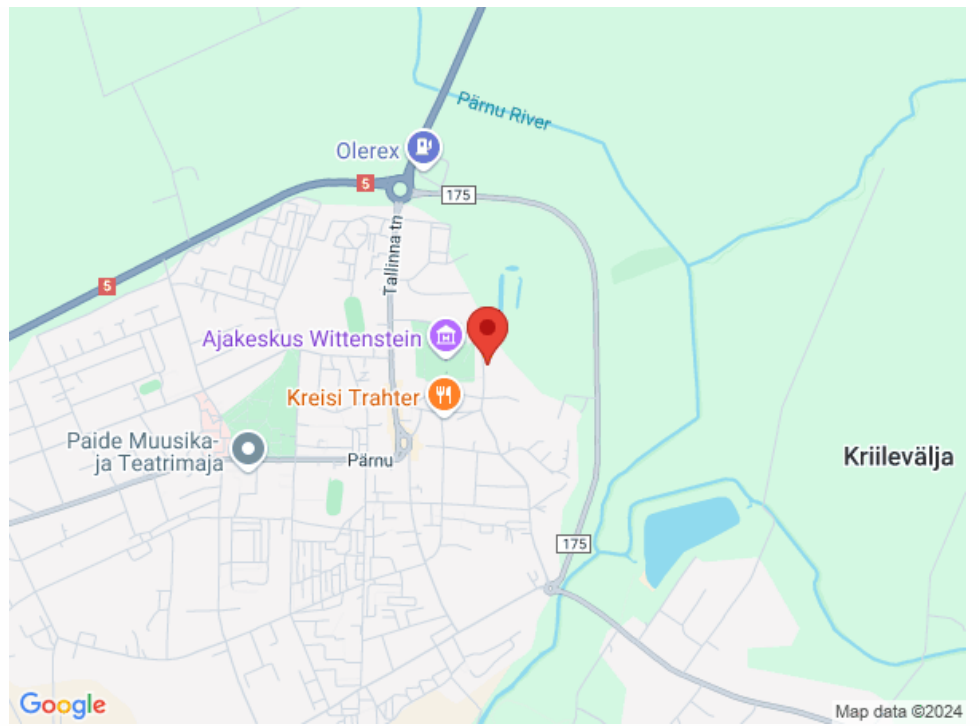 Pärnu River
Olerex
5
175
Tallinna tn
5
Ajakeskus Wittenstein
Kreisi Trahter
Paide Muusika-
ja Teatrimaja
Pärnu
Kriilevälja
175
Google
Map data ©2024